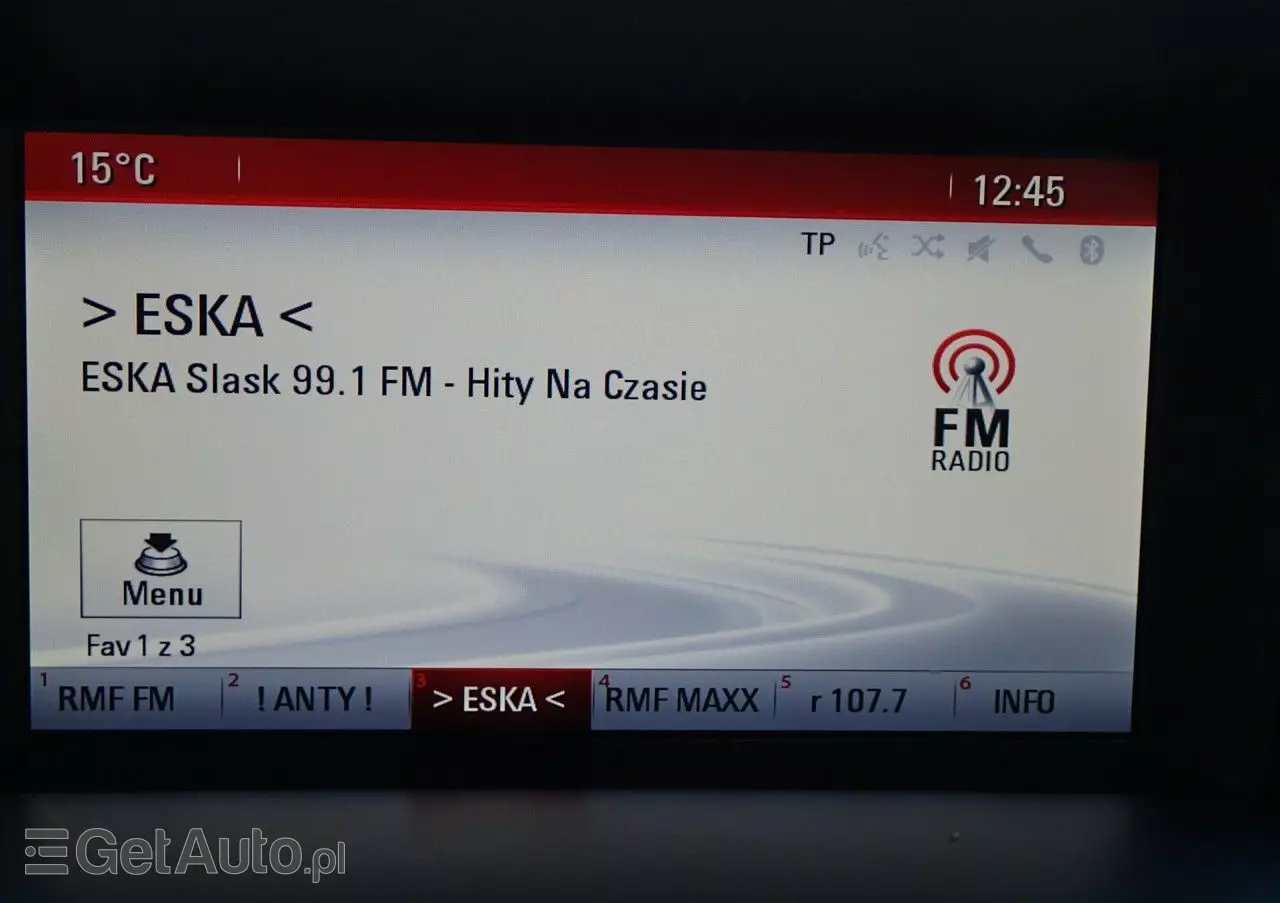 15°C
12:45
TP
> ESKA <
ESKA Slask 99.1 FM - Hity Na Czasie
FM
RADIO
Menu
Fav 1 z 3
1 RMF FM 2 ! ANTY ! 3 > ESKA < 4 RMF MAXX 5 r 107.7 6 INFO
GetAuto.pl